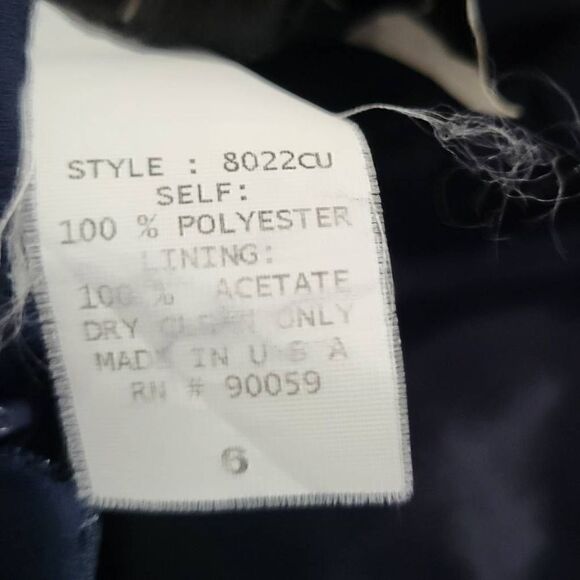 STYLE : 8022CU
SELF:
100 % POLYESTER
LINING:
100 % ACETATE
DRY CLEAN ONLY
MADE IN U S A
RN # 90059
6